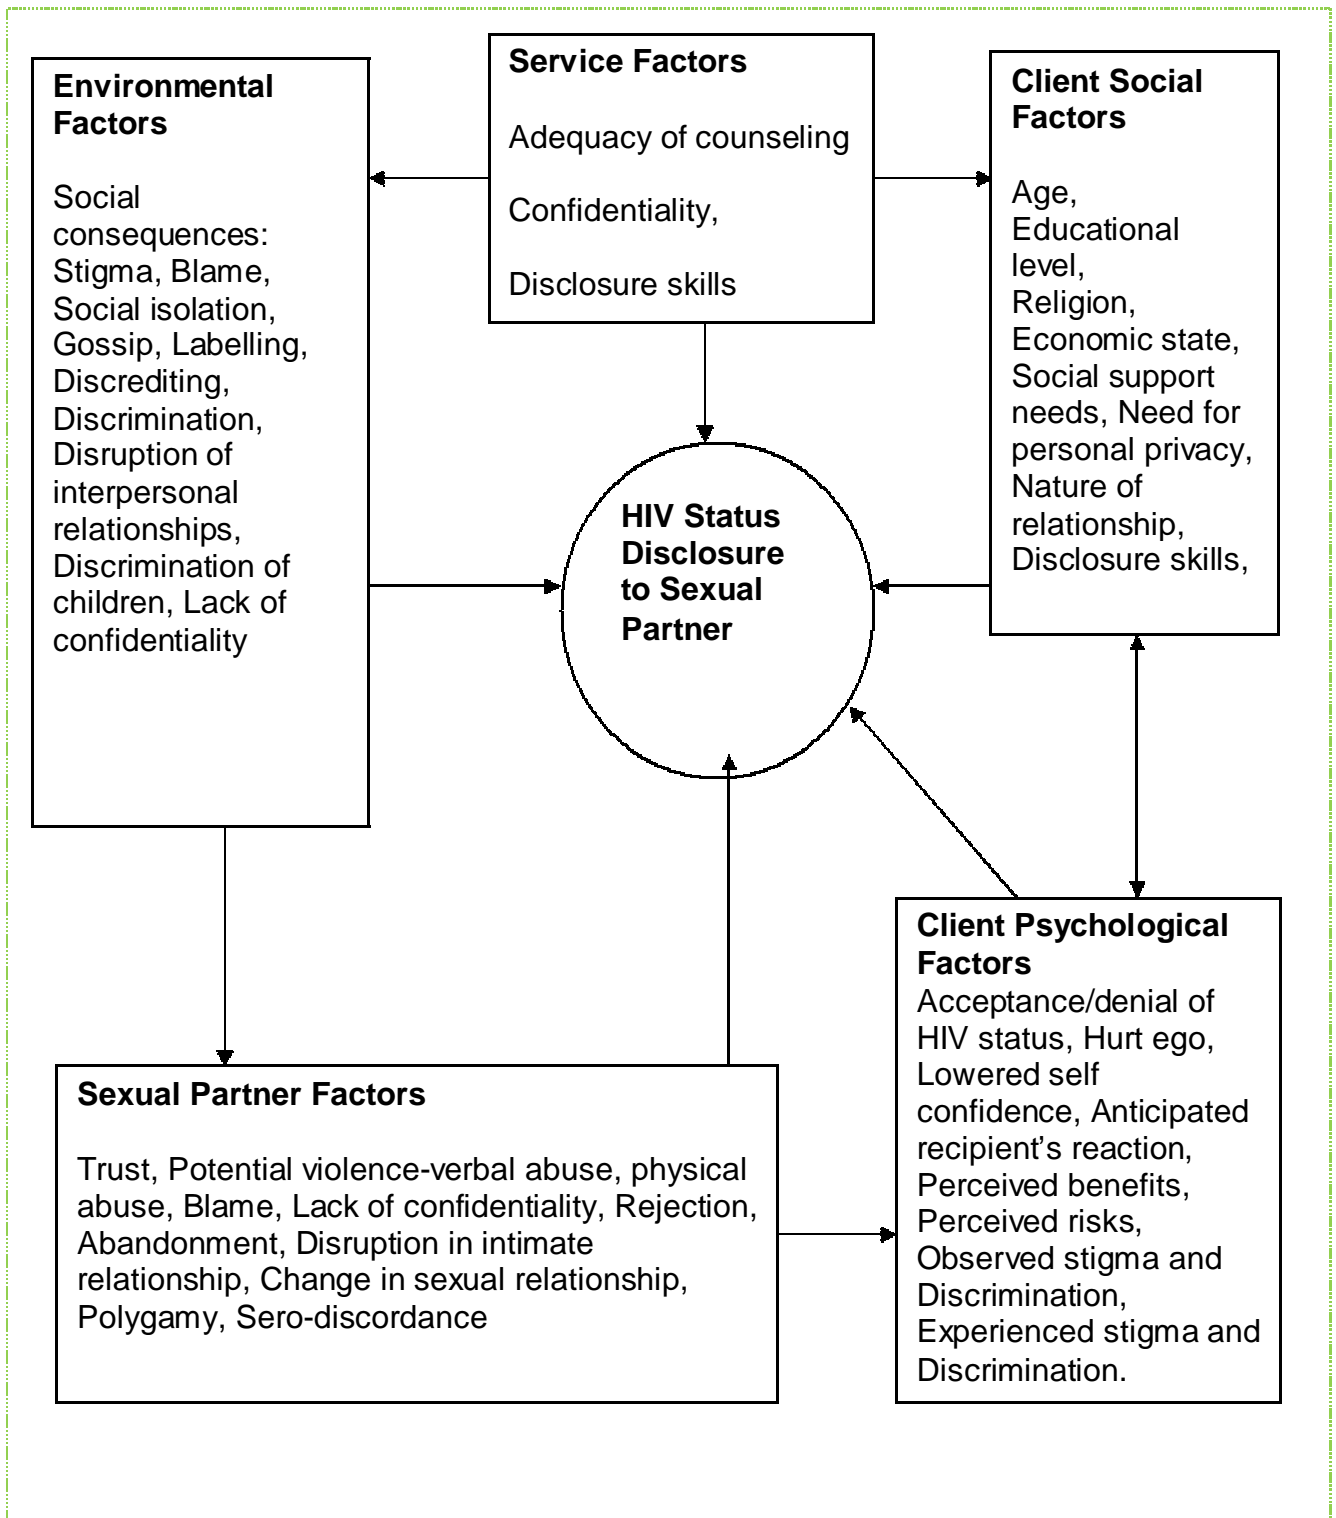 Environmental
Factors
Social
consequences:
Stigma, Blame,
Social isolation,
Gossip, Labelling,
Discrediting,
Discrimination,
Disruption of
interpersonal
relationships,
Discrimination of
children, Lack of
confidentiality
Service Factors
Adequacy of counseling
Confidentiality,
Disclosure skills
Client Social
Factors
Age,
Educational
level,
Religion,
Economic state,
Social support
needs, Need for
personal privacy,
Nature of
relationship,
Disclosure skills,
HIV Status
Disclosure
to Sexual
Partner
Sexual Partner Factors
Trust, Potential violence-verbal abuse, physical
abuse, Blame, Lack of confidentiality, Rejection,
Abandonment, Disruption in intimate
relationship, Change in sexual relationship,
Polygamy, Sero-discordance
Client Psychological
Factors
Acceptance/denial of
HIV status, Hurt ego,
Lowered self
confidence, Anticipated
recipient’s reaction,
Perceived benefits,
Perceived risks,
Observed stigma and
Discrimination,
Experienced stigma and
Discrimination.